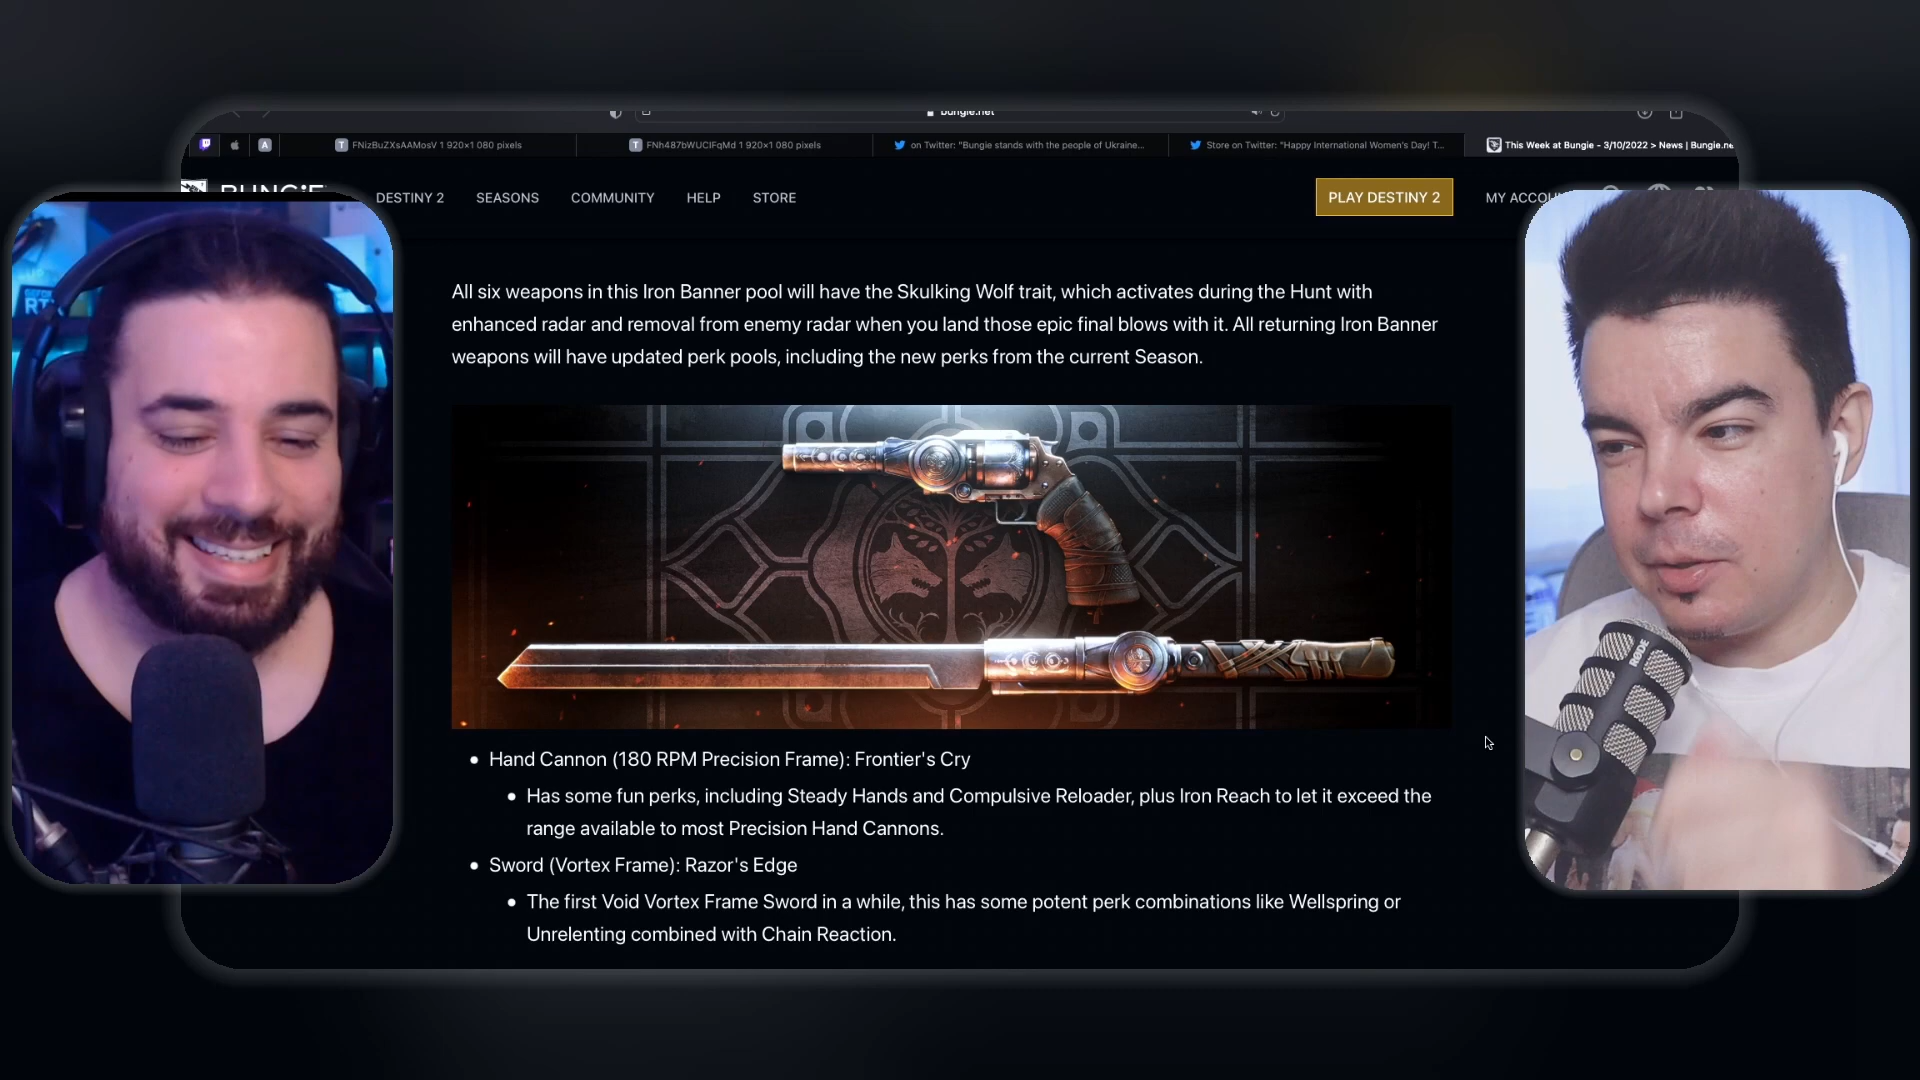 bungie.net
FNizBuZXsAAMosV 1 920×1 080 pixels
FNh487bWUCIFqMd 1 920×1 080 pixels
on Twitter: "Bungie stands with the people of Ukraine...
Store on Twitter: "Happy International Women's Day! T...
This Week at Bungie - 3/10/2022 > News | Bungie.ne
BUNGIE
DESTINY 2
SEASONS
COMMUNITY
HELP
STORE
PLAY DESTINY 2
MY ACCOU
All six weapons in this Iron Banner pool will have the Skulking Wolf trait, which activates during the Hunt with
enhanced radar and removal from enemy radar when you land those epic final blows with it. All returning Iron Banner
weapons will have updated perk pools, including the new perks from the current Season.
• Hand Cannon (180 RPM Precision Frame): Frontier's Cry
• Has some fun perks, including Steady Hands and Compulsive Reloader, plus Iron Reach to let it exceed the
range available to most Precision Hand Cannons.
• Sword (Vortex Frame): Razor's Edge
• The first Void Vortex Frame Sword in a while, this has some potent perk combinations like Wellspring or
Unrelenting combined with Chain Reaction.
RØDE
RT